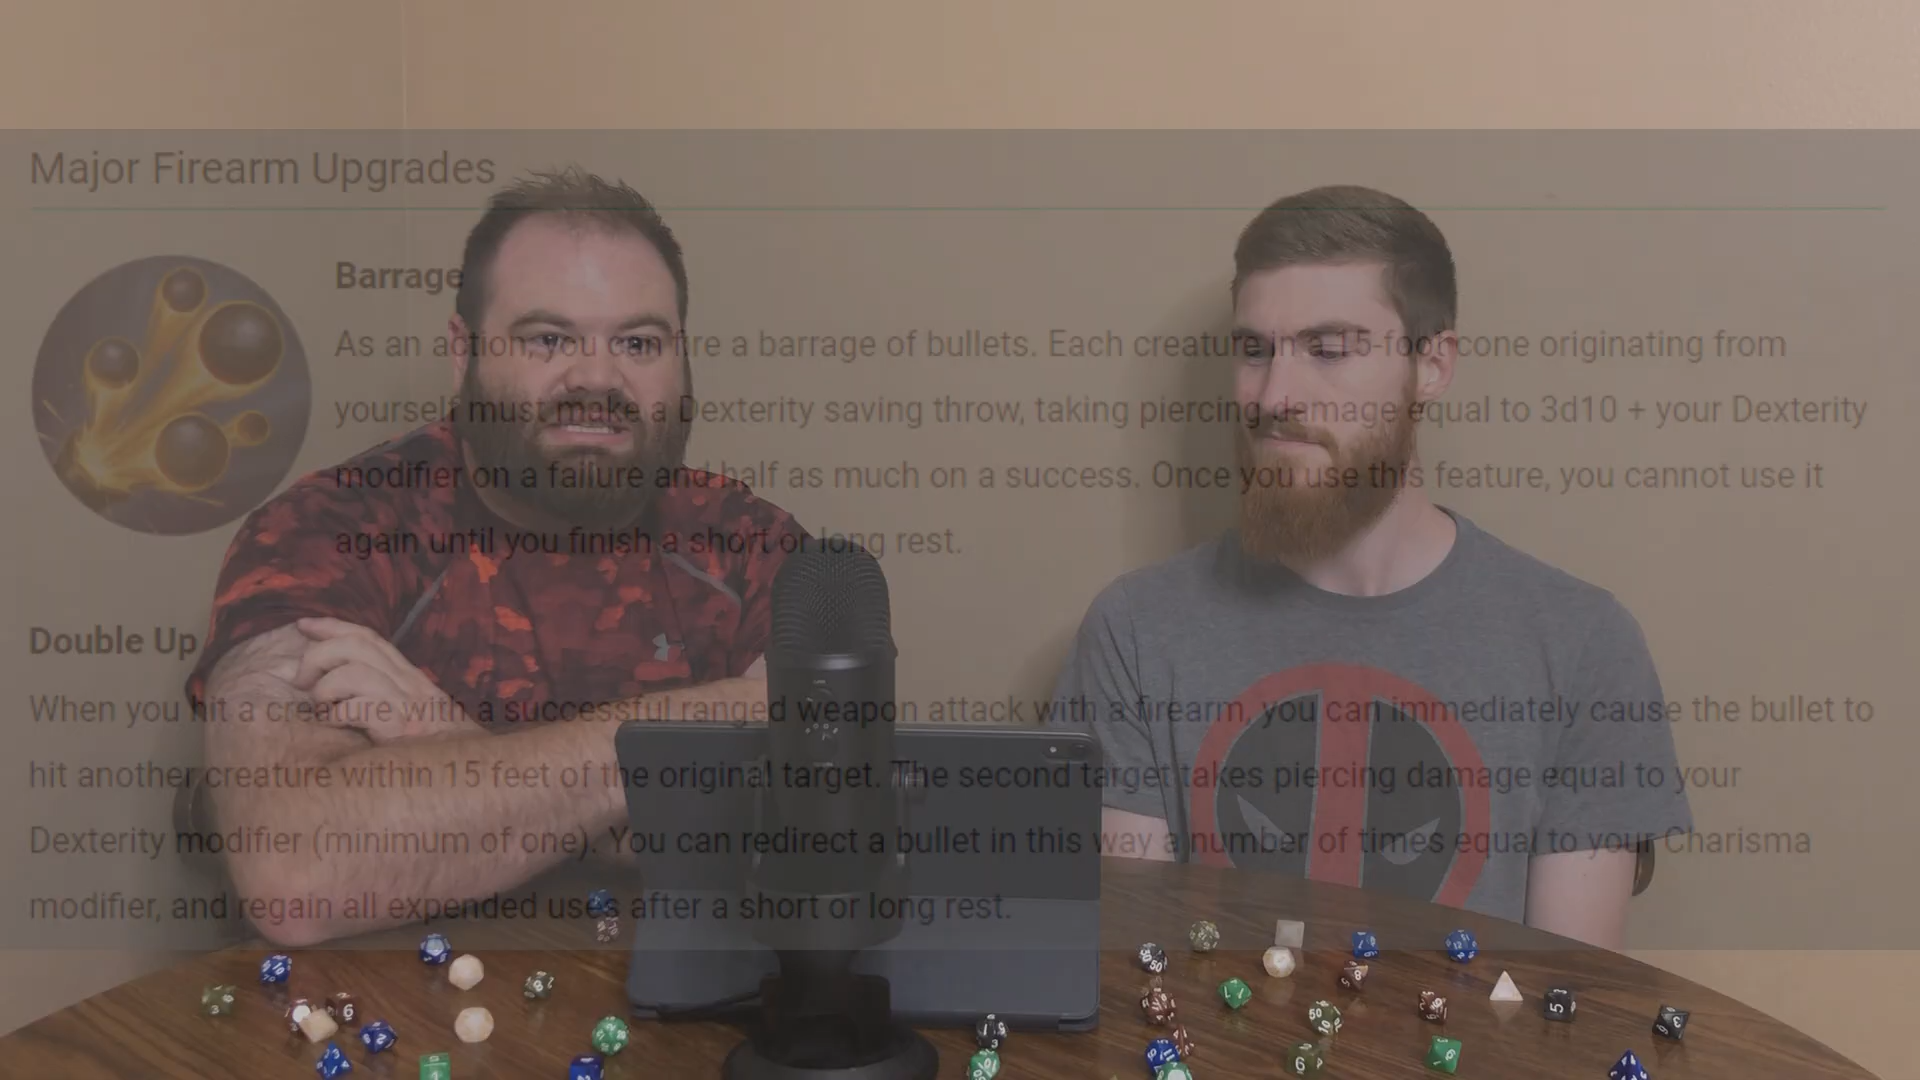 Major Firearm Upgrades
Barrage
As an action, you fire a barrage of bullets. Each creature in a 15-foot cone originating from
yourself must make a Dexterity saving throw, taking piercing damage equal to 3d10 + your Dexterity
modifier on a failure and half as much on a success. Once you use this feature, you cannot use it
again until you finish a short or long rest.
Double Up
When you hit a creature with a successful ranged weapon attack with a firearm, you can immediately cause the bullet to
hit another creature within 15 feet of the original target. The second target takes piercing damage equal to your
Dexterity modifier (minimum of one). You can redirect a bullet in this way a number of times equal to your Charisma
modifier, and regain all expended uses after a short or long rest.